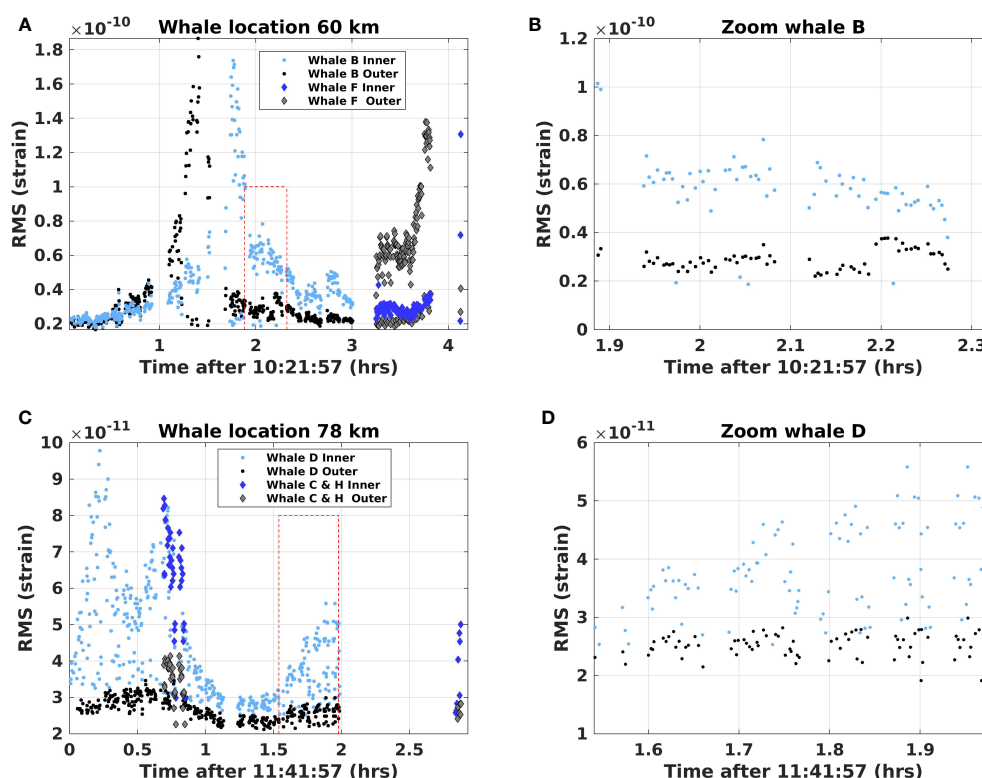 A
×10-10
Whale location 60 km
RMS (strain)
1.8
1.6
1.4
1.2
1
0.8
0.6
0.4
0.2
Whale B Inner
Whale B Outer
Whale F Inner
Whale F Outer
1 2 3 4
Time after 10:21:57 (hrs)
B
×10-10
Zoom whale B
RMS (strain)
1.2
1
0.8
0.6
0.4
0.2
0
1.9 2 2.1 2.2 2.3
Time after 10:21:57 (hrs)
C
×10-11
Whale location 78 km
RMS (strain)
10
9
8
7
6
5
4
3
2
Whale D Inner
Whale D Outer
Whale C & H Inner
Whale C & H Outer
0 0.5 1 1.5 2 2.5
Time after 11:41:57 (hrs)
D
×10-11
Zoom whale D
RMS (strain)
6
5
4
3
2
1
0
1.6 1.7 1.8 1.9
Time after 11:41:57 (hrs)